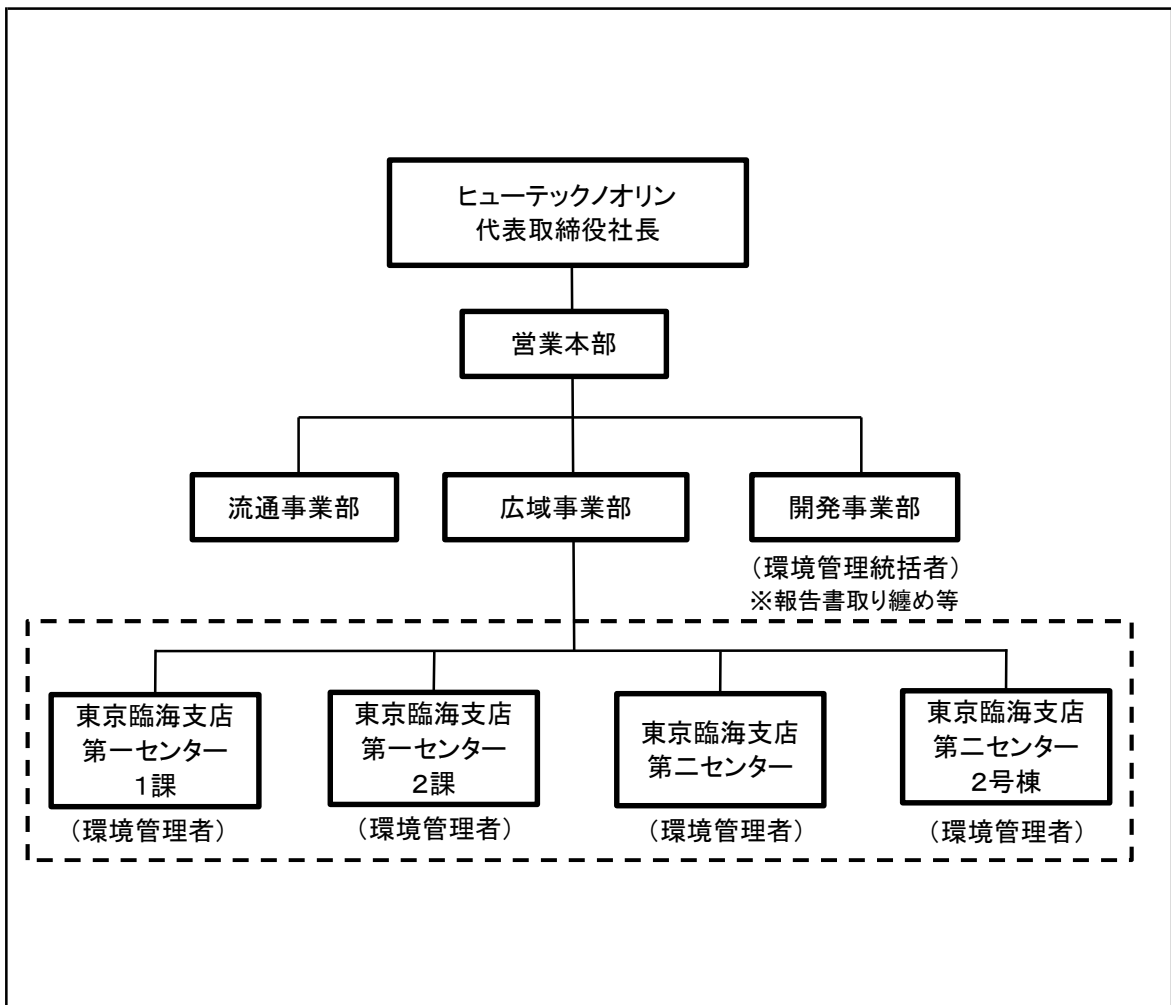 ヒューテックノオリン
代表取締役社長
営業本部
流通事業部
広域事業部
開発事業部
（環境管理統括者）
※報告書取り纏め等
東京臨海支店
第一センター
１課
（環境管理者）
東京臨海支店
第一センター
２課
（環境管理者）
東京臨海支店
第二センター
（環境管理者）
東京臨海支店
第二センター
２号棟
（環境管理者）